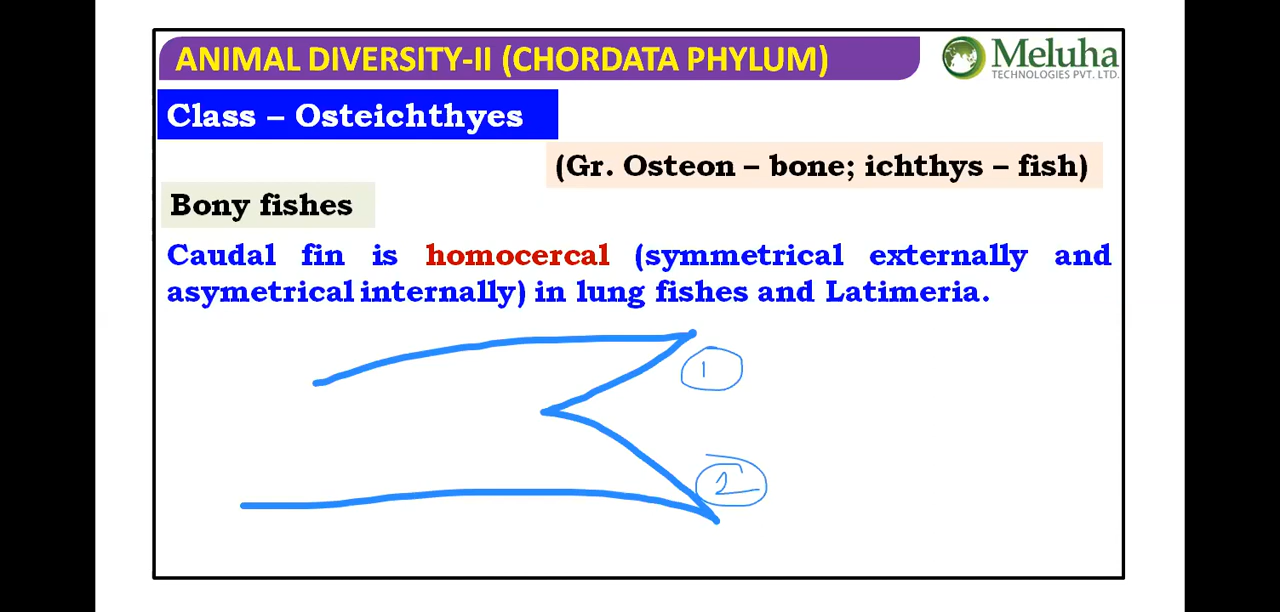 ANIMAL DIVERSITY-II (CHORDATA PHYLUM)
Meluha
TECHNOLOGIES PVT. LTD.
Class – Osteichthyes
(Gr. Osteon – bone; ichthys – fish)
Bony fishes
Caudal fin is homocercal (symmetrical externally and
asymetrical internally) in lung fishes and Latimeria.
1
2